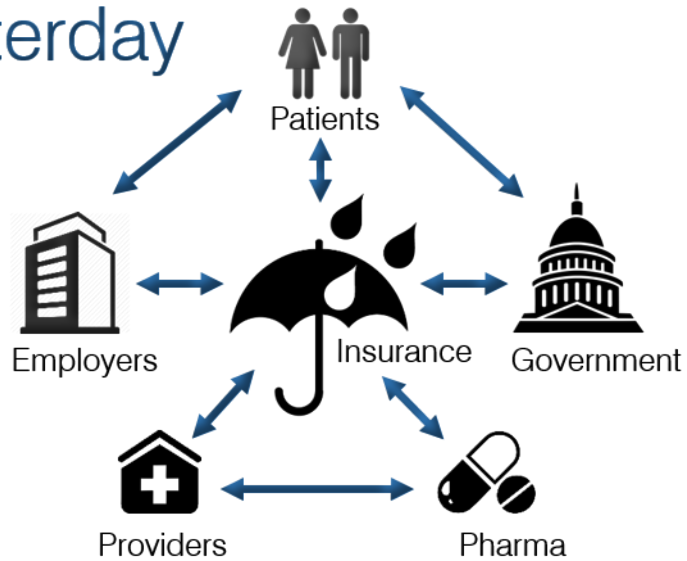 terday
Patients
Insurance
Employers
Government
Providers
Pharma